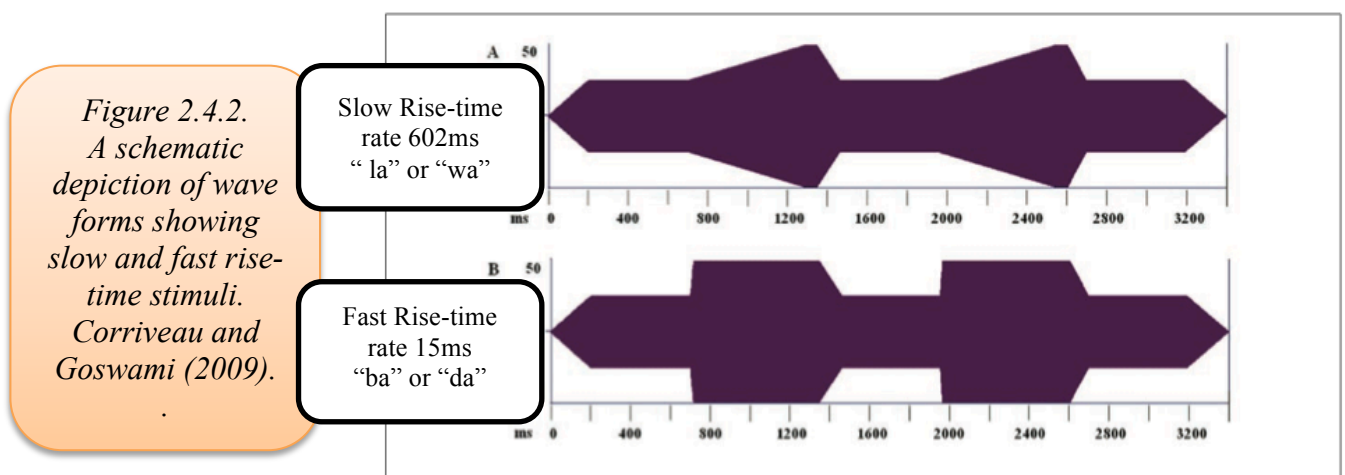 Figure 2.4.2.
A schematic
depiction of wave
forms showing
slow and fast rise-
time stimuli.
Corriveau and
Goswami (2009).
.
A 50
Slow Rise-time
rate 602ms
“ la” or “wa”
ms 0 400 800 1200 1600 2000 2400 2800 3200
B 50
Fast Rise-time
rate 15ms
“ba” or “da”
ms 0 400 800 1200 1600 2000 2400 2800 3200